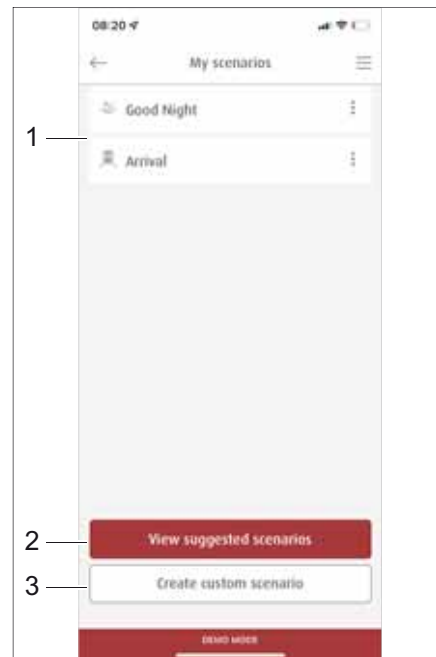 08:20
My scenarios
1
Good Night
Arrival
2
View suggested scenarios
3
Create custom scenario
DEMO MODE